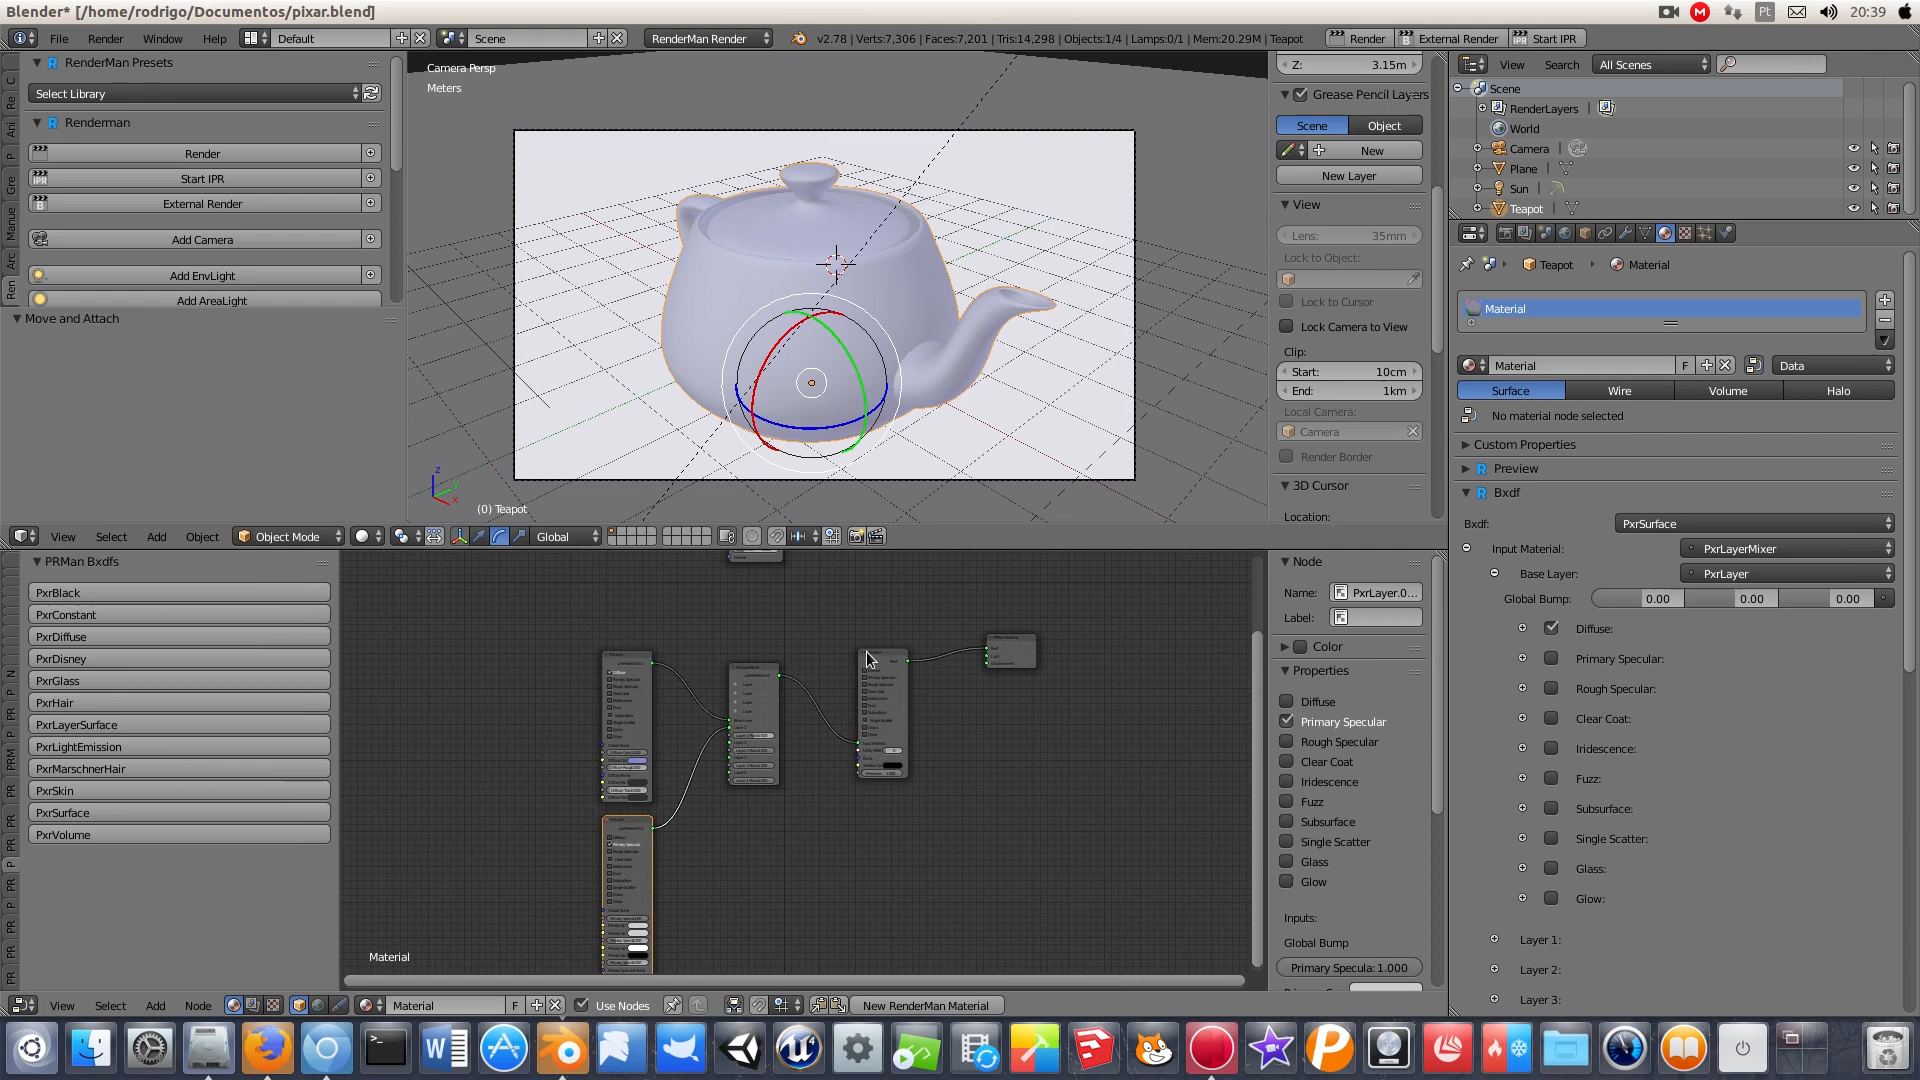 Blender* [/home/rodrigo/Documentos/pixar.blend]
Pt
20:39
File Render Window Help
Default
Scene
RenderMan Render
v2.78 | Verts:7,306 | Faces:7,201 | Tris:14,298 | Objects:1/4 | Lamps:0/1 | Mem:20.29M | Teapot
Render
External Render
Start IPR
RenderMan Presets
Select Library
Renderman
Render
Start IPR
External Render
Add Camera
Add EnvLight
Add AreaLight
Move and Attach
C
Re
Ani
P
Gre
Manue
Arc
Ren
Camera Persp
Meters
(0) Teapot
Z: 3.15m
Grease Pencil Layers
Scene Object
New
New Layer
View
Lens: 35mm
Lock to Object:
Lock to Cursor
Lock Camera to View
Clip:
Start: 10cm
End: 1km
Local Camera:
Camera
Render Border
3D Cursor
Location:
View Search
All Scenes
Scene
RenderLayers
World
Camera
Plane
Sun
Teapot
Teapot
Material
Material
Material
F
Data
Surface Wire Volume Halo
No material node selected
Custom Properties
Preview
Bxdf
Bxdf: PxrSurface
Input Material: PxrLayerMixer
Base Layer: PxrLayer
Global Bump: 0.00 0.00 0.00
Diffuse:
Primary Specular:
Rough Specular:
Clear Coat:
Iridescence:
Fuzz:
Subsurface:
Single Scatter:
Glass:
Glow:
Layer 1:
Layer 2:
Layer 3:
View Select Add Object
Object Mode
Global
PRMan Bxdfs
PxrBlack
PxrConstant
PxrDiffuse
PxrDisney
PxrGlass
PxrHair
PxrLayerSurface
PxrLightEmission
PxrMarschnerHair
PxrSkin
PxrSurface
PxrVolume
Material
Node
Name: PxrLayer.0...
Label:
Color
Properties
Diffuse
Primary Specular
Rough Specular
Clear Coat
Iridescence
Fuzz
Subsurface
Single Scatter
Glass
Glow
Inputs:
Global Bump
Primary Specula: 1.000
View Select Add Node
Material
F
Use Nodes
New RenderMan Material